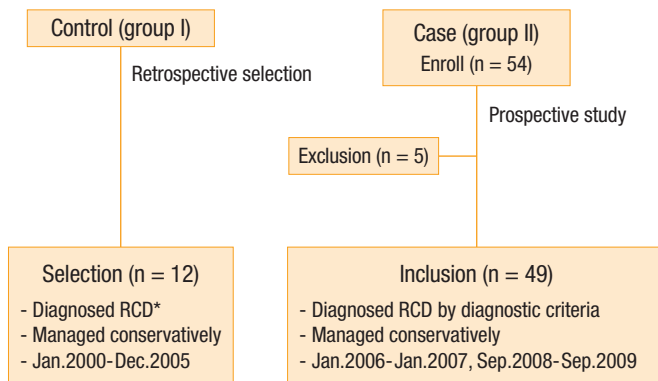 Control (group I)
Retrospective selection
Selection (n = 12)
- Diagnosed RCD*
- Managed conservatively
- Jan.2000-Dec.2005
Case (group II)
Enroll (n = 54)
Prospective study
Exclusion (n = 5)
Inclusion (n = 49)
- Diagnosed RCD by diagnostic criteria
- Managed conservatively
- Jan.2006-Jan.2007, Sep.2008-Sep.2009